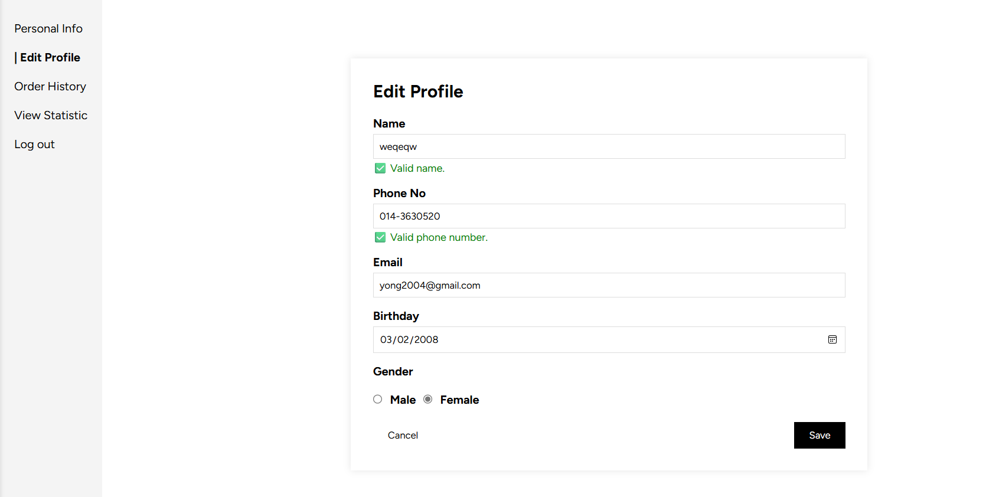 Personal Info
| Edit Profile
Order History
View Statistic
Log out
Edit Profile
Name
weqeqw
✅ Valid name.
Phone No
014-3630520
✅ Valid phone number.
Email
yong2004@gmail.com
Birthday
03/02/2008
Gender
Male Female
Cancel Save